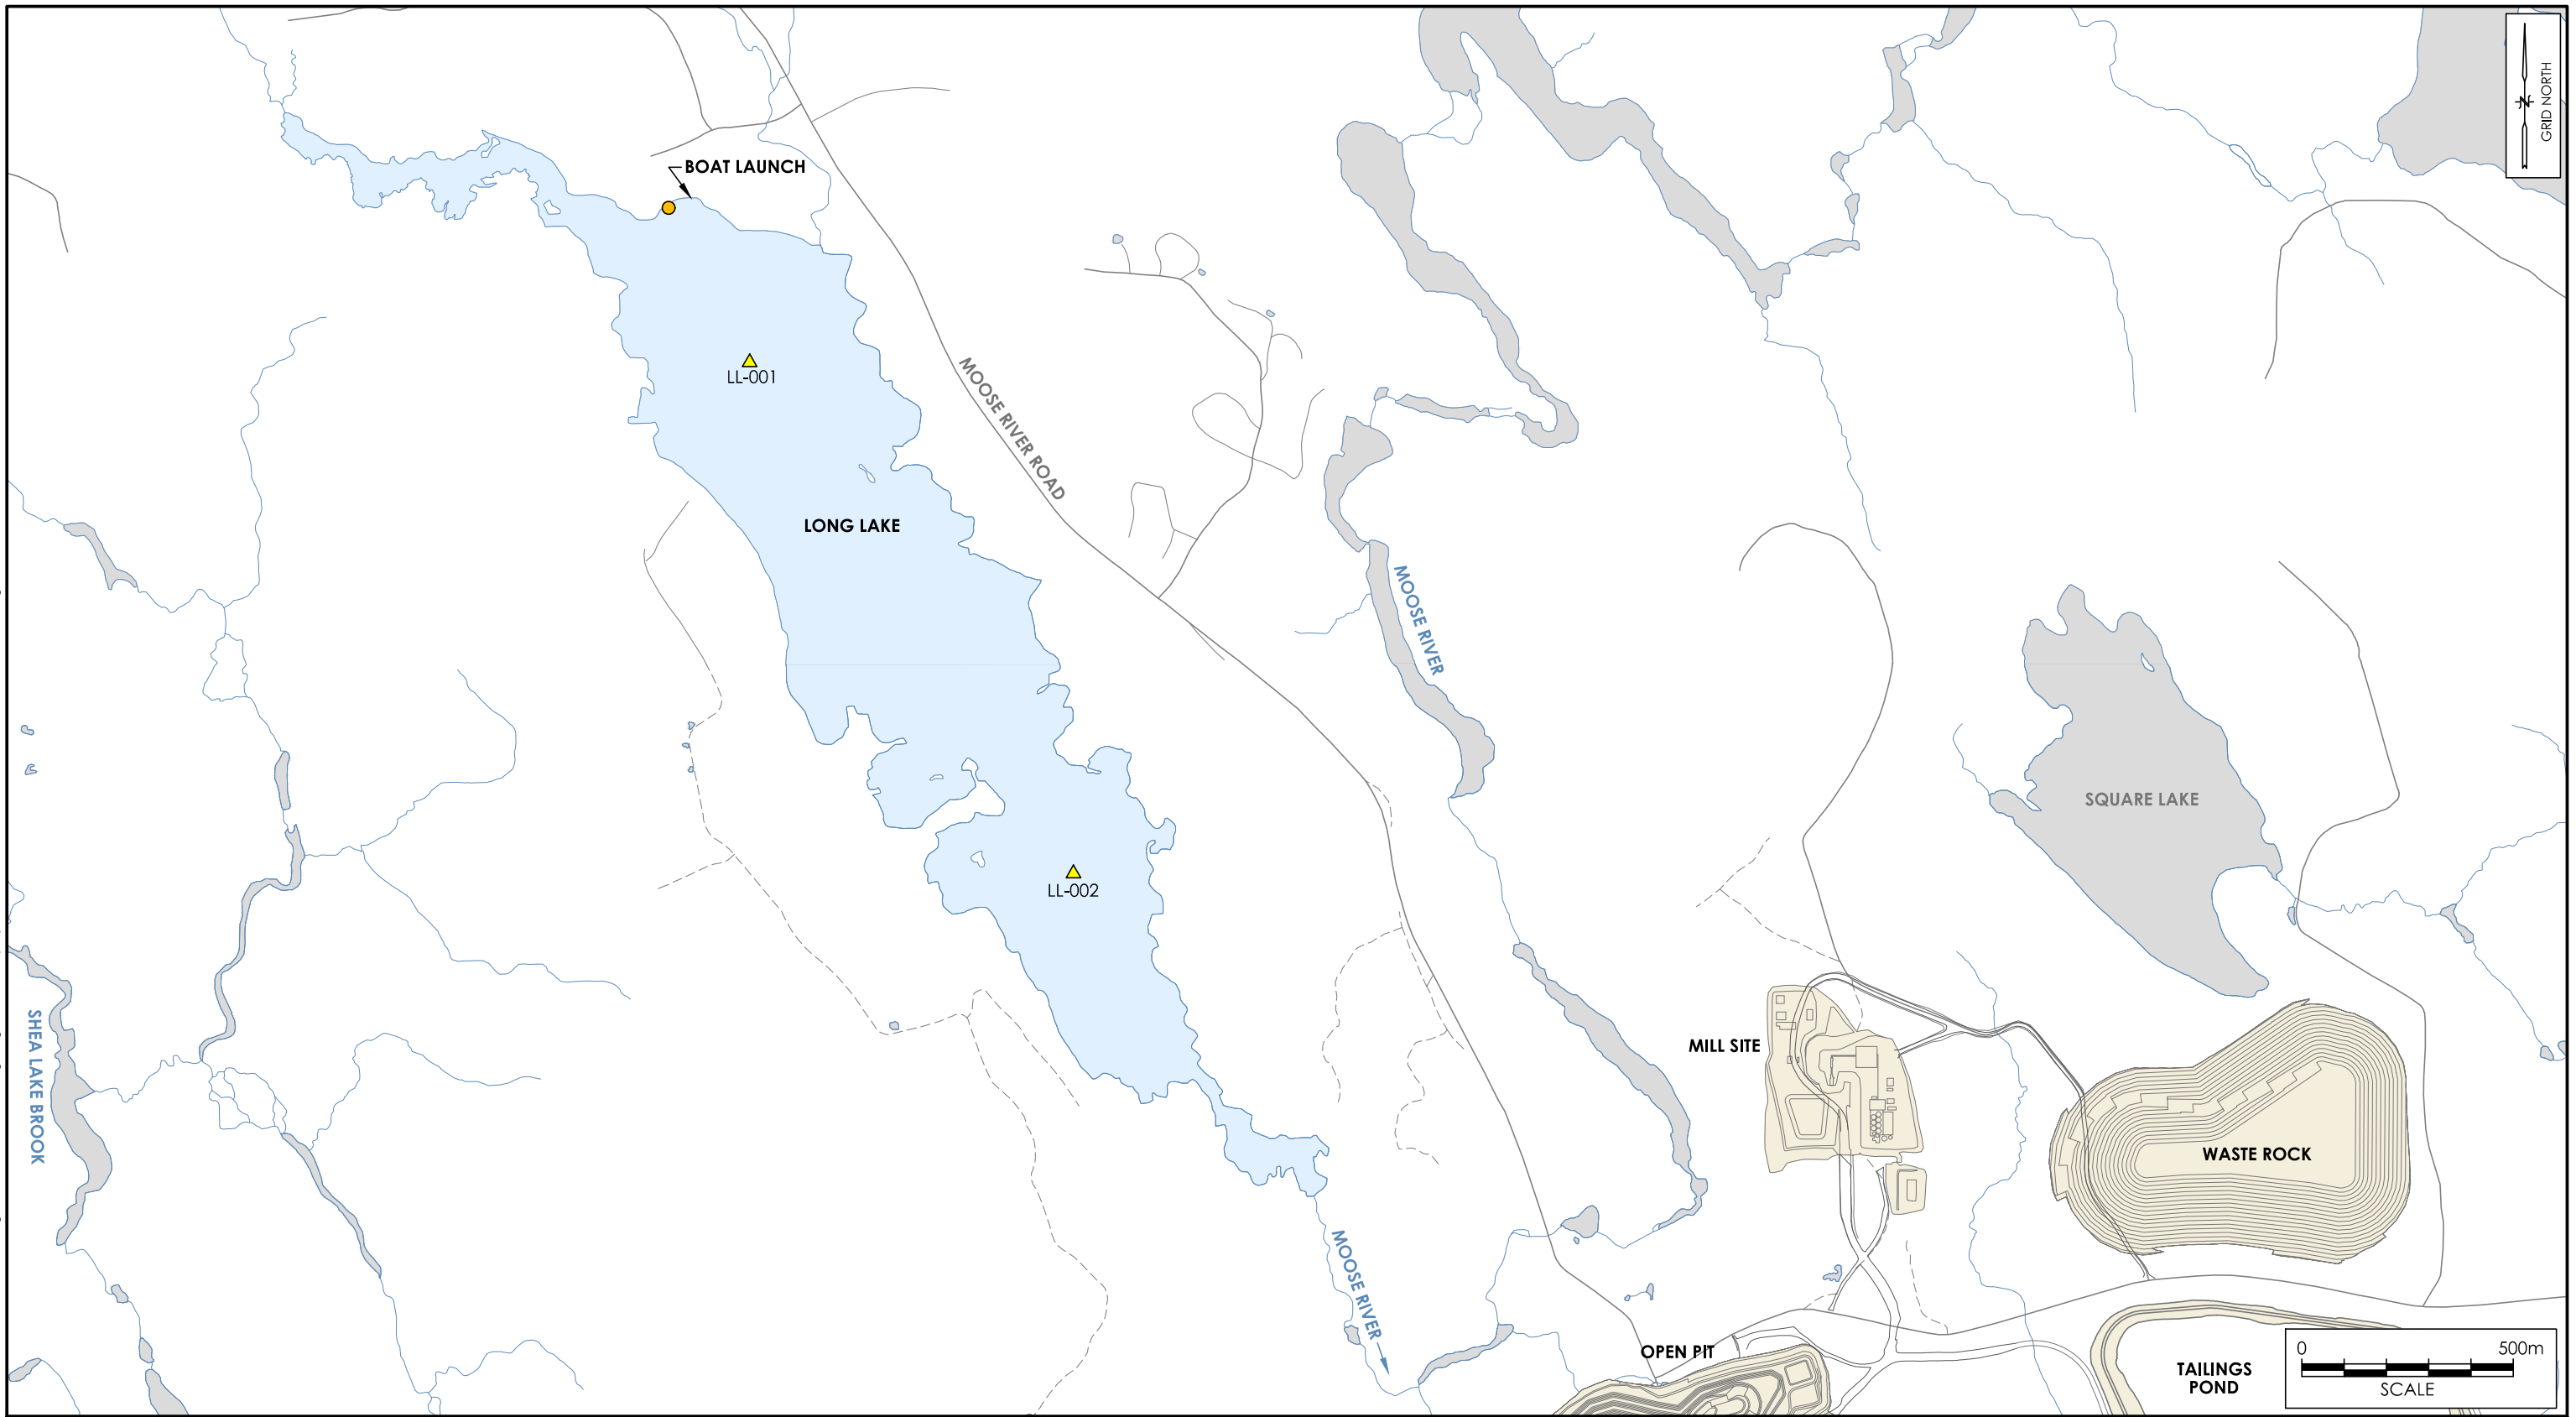 N
GRID NORTH
BOAT LAUNCH
LL-001
MOOSE RIVER ROAD
LONG LAKE
MOOSE RIVER
SQUARE LAKE
LL-002
SHEA LAKE BROOK
MILL SITE
WASTE ROCK
MOOSE RIVER
OPEN PIT
TAILINGS
POND
0 500m
SCALE